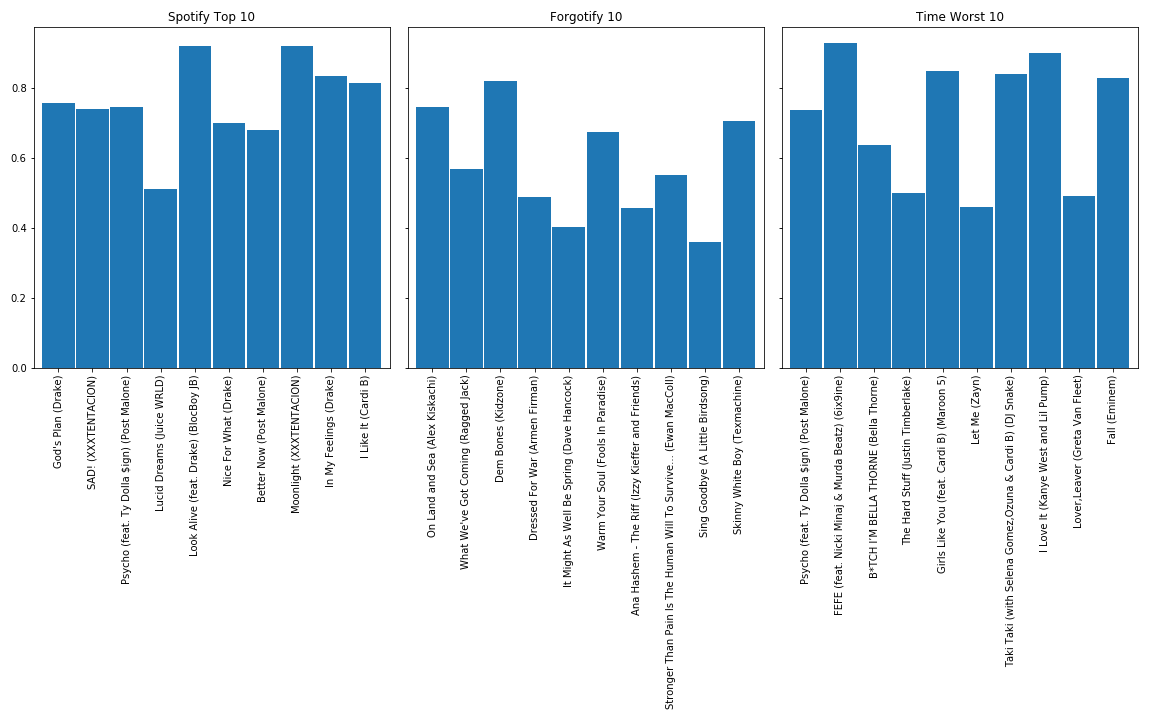 Spotify Top 10
Forgotify 10
Time Worst 10
0.8
0.6
0.4
0.2
0.0
God's Plan (Drake)
SAD! (XXXTENTACION)
Psycho (feat. Ty Dolla $ign) (Post Malone)
Lucid Dreams (Juice WRLD)
Look Alive (feat. Drake) (BlocBoy JB)
Nice For What (Drake)
Better Now (Post Malone)
Moonlight (XXXTENTACION)
In My Feelings (Drake)
I Like It (Cardi B)
On Land and Sea (Alex Kiskachi)
What We've Got Coming (Ragged Jack)
Dem Bones (Kidzone)
Dressed For War (Armen Firman)
It Might As Well Be Spring (Dave Hancock)
Warm Your Soul (Fools In Paradise)
Ana Hashem - The Riff (Izzy Kieffer and Friends)
Stronger Than Pain Is The Human Will To Survive... (Ewan MacColl)
Sing Goodbye (A Little Birdsong)
Skinny White Boy (Texmachine)
Psycho (feat. Ty Dolla $ign) (Post Malone)
FEFE (feat. Nicki Minaj & Murda Beatz) (6ix9ine)
B*TCH I'M BELLA THORNE (Bella Thorne)
The Hard Stuff (Justin Timberlake)
Girls Like You (feat. Cardi B) (Maroon 5)
Let Me (Zayn)
Taki Taki (with Selena Gomez,Ozuna & Cardi B) (DJ Snake)
I Love It (Kanye West and Lil Pump)
Lover,Leaver (Greta Van Fleet)
Fall (Eminem)